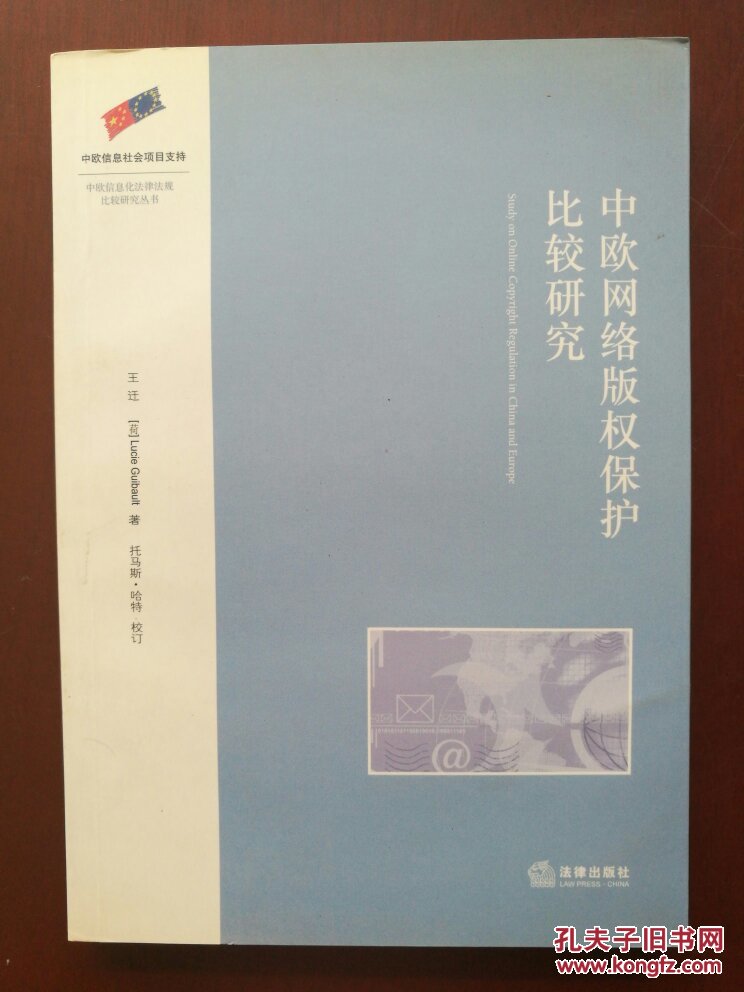 中欧信息社会项目支持
中欧信息化法律法规
比较研究丛书
中欧网络版权保护
比较研究
Study on Online Copyright Regulation in China and Europe
王迁 [荷] Lucie Guibault 著 托马斯·哈特 校订
@
法律出版社
LAW PRESS·CHINA
孔夫子旧书网
www.kongfz.com